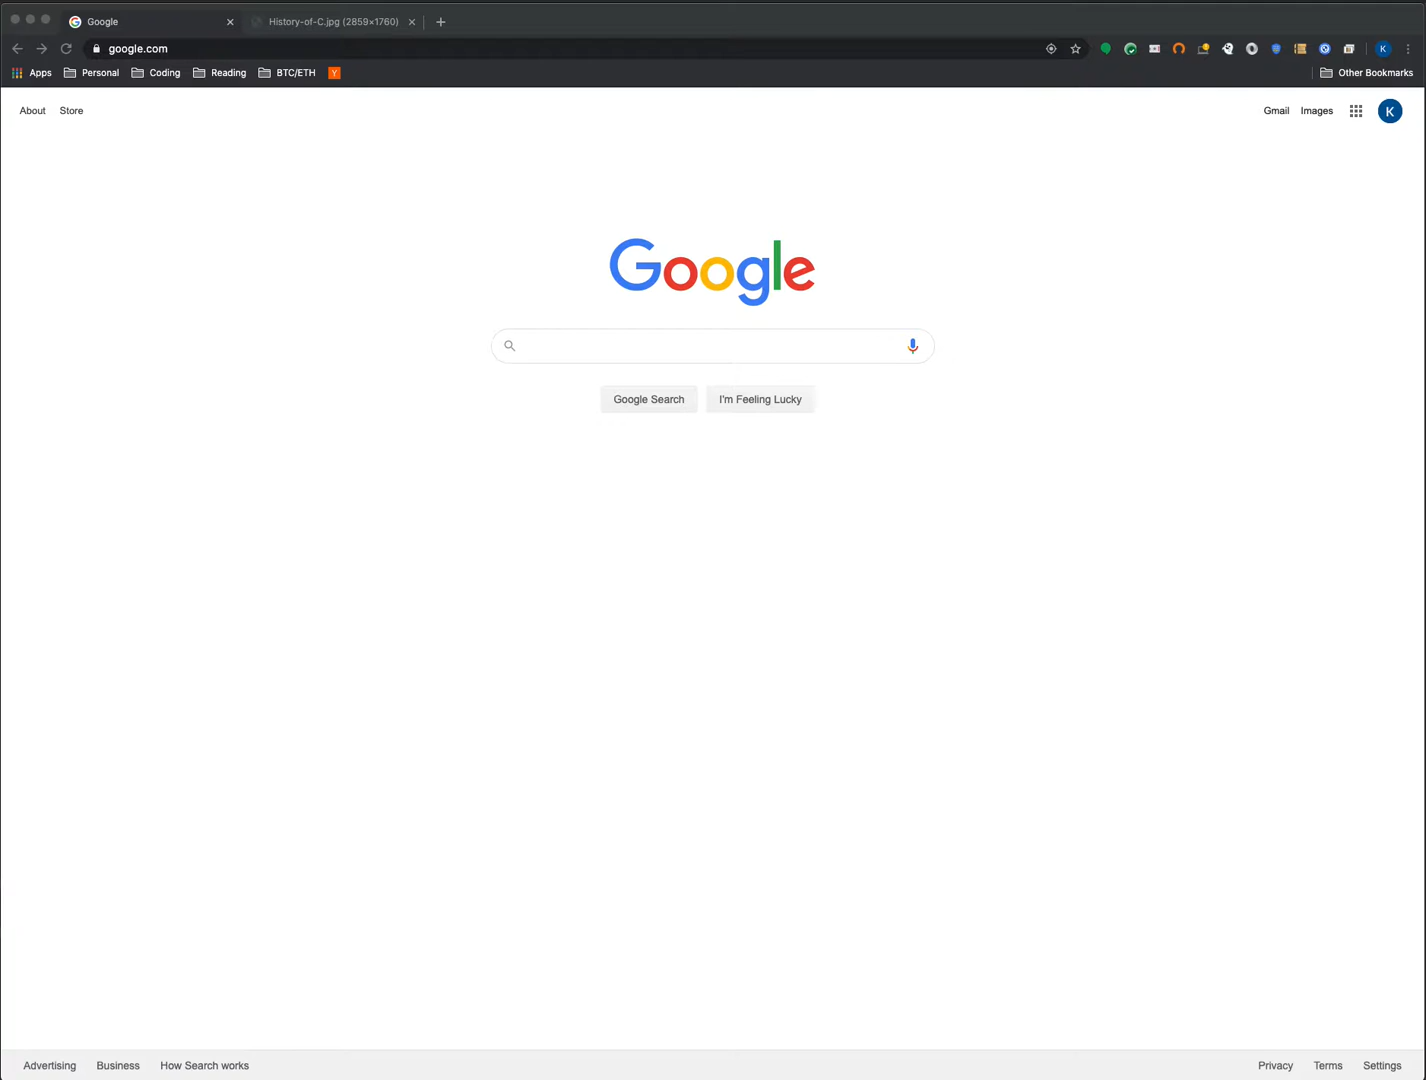 Google
History-of-C.jpg (2859×1760)
google.com
K
Apps
Personal
Coding
Reading
BTC/ETH
Y
Other Bookmarks
About
Store
Gmail
Images
K
Google
Google Search
I'm Feeling Lucky
Advertising
Business
How Search works
Privacy
Terms
Settings